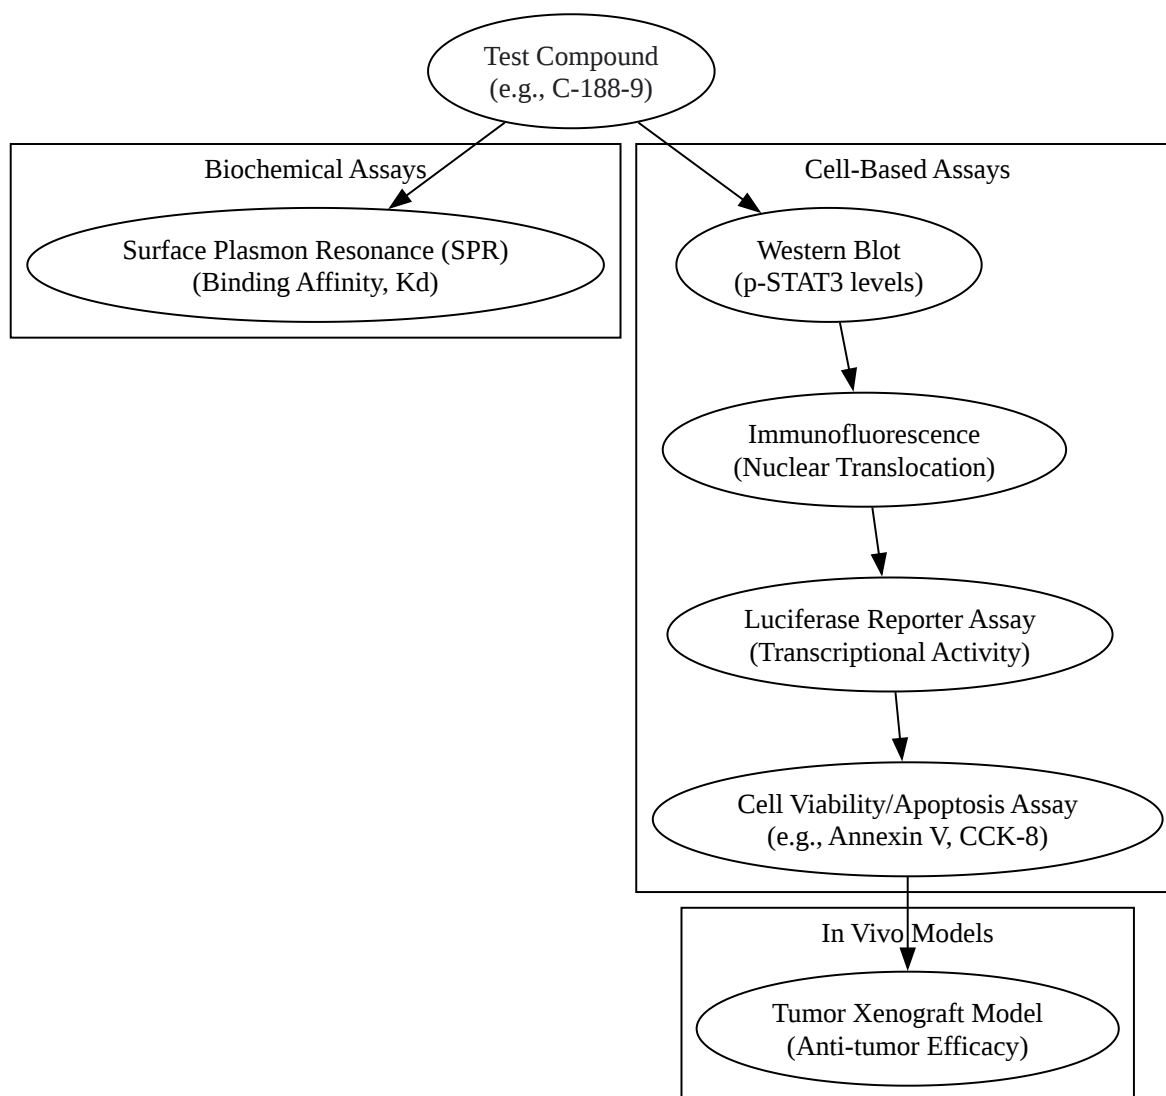 Test Compound
(e.g., C-188-9)
Biochemical Assays
Surface Plasmon Resonance (SPR)
(Binding Affinity, Kd)
Cell-Based Assays
Western Blot
(p-STAT3 levels)
Immunofluorescence
(Nuclear Translocation)
Luciferase Reporter Assay
(Transcriptional Activity)
Cell Viability/Apoptosis Assay
(e.g., Annexin V, CCK-8)
In Vivo Models
Tumor Xenograft Model
(Anti-tumor Efficacy)